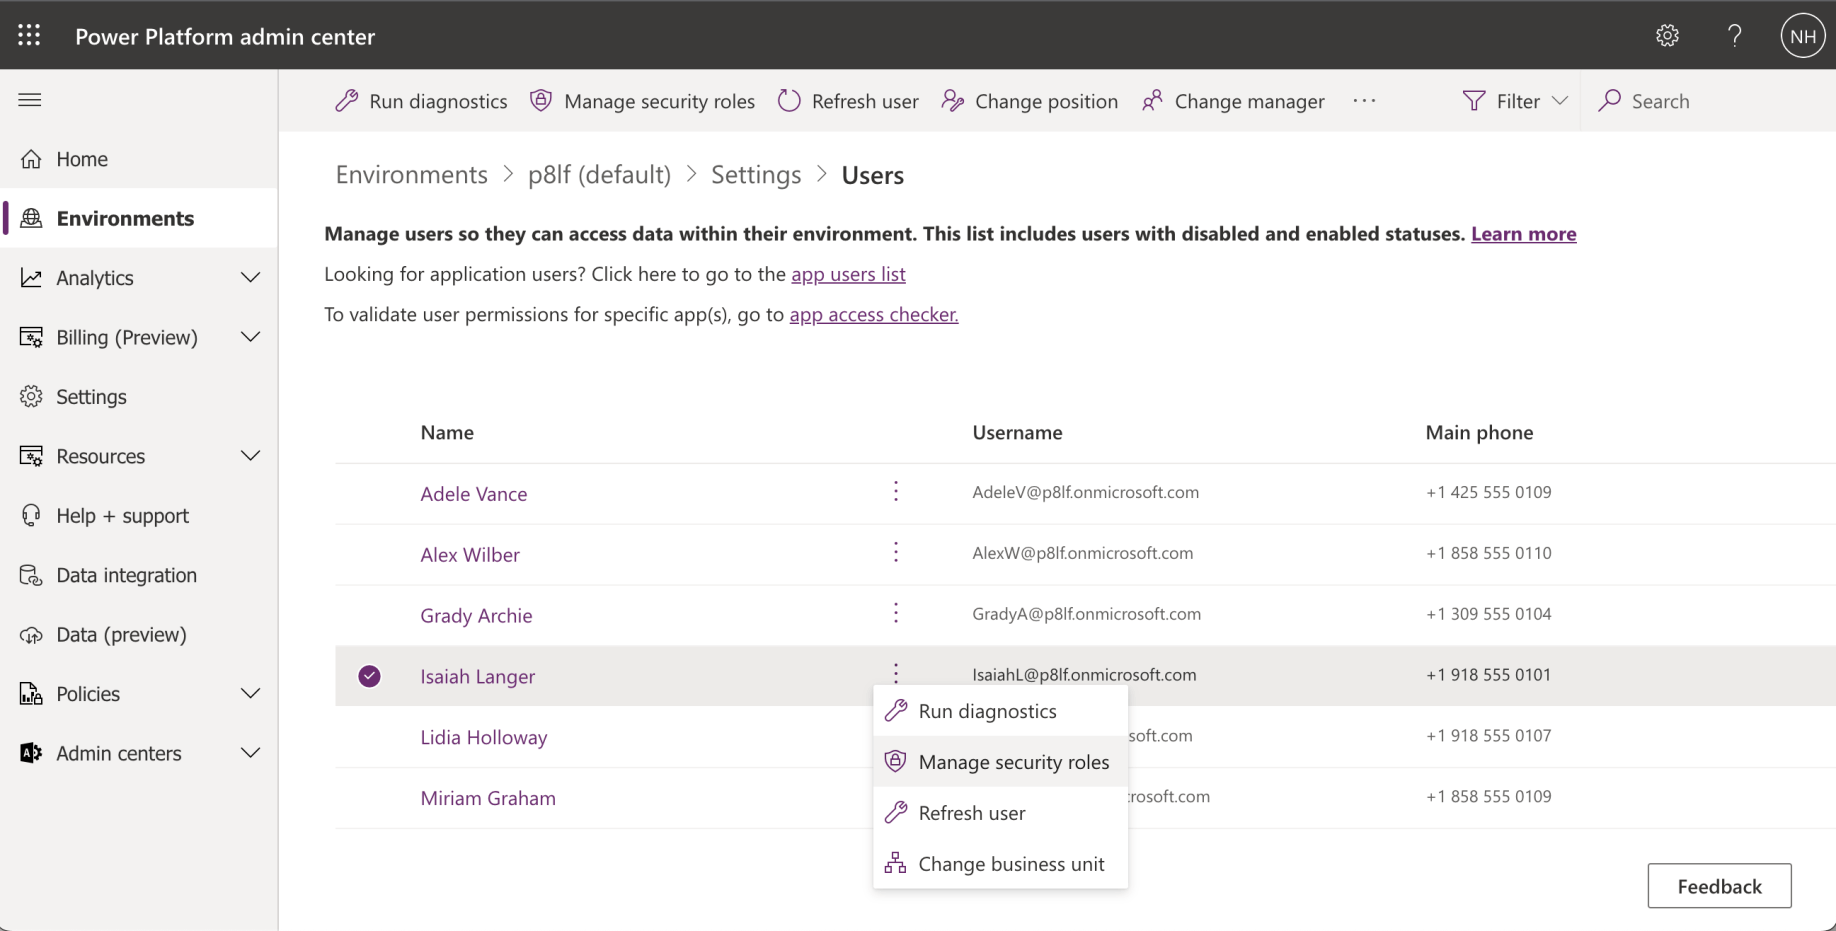 Power Platform admin center
?
NH
Run diagnostics
Manage security roles
Refresh user
Change position
Change manager
...
Filter
Search
Home
Environments
Analytics
Billing (Preview)
Settings
Resources
Help + support
Data integration
Data (preview)
Policies
Admin centers
Environments > p8lf (default) > Settings > Users
Manage users so they can access data within their environment. This list includes users with disabled and enabled statuses. Learn more
Looking for application users? Click here to go to the app users list
To validate user permissions for specific app(s), go to app access checker.
Name Username Main phone
Adele Vance AdeleV@p8lf.onmicrosoft.com +1 425 555 0109
Alex Wilber AlexW@p8lf.onmicrosoft.com +1 858 555 0110
Grady Archie GradyA@p8lf.onmicrosoft.com +1 309 555 0104
Isaiah Langer IsaiahL@p8lf.onmicrosoft.com +1 918 555 0101
Lidia Holloway soft.com +1 918 555 0107
Miriam Graham rosoft.com +1 858 555 0109
Run diagnostics
Manage security roles
Refresh user
Change business unit
Feedback